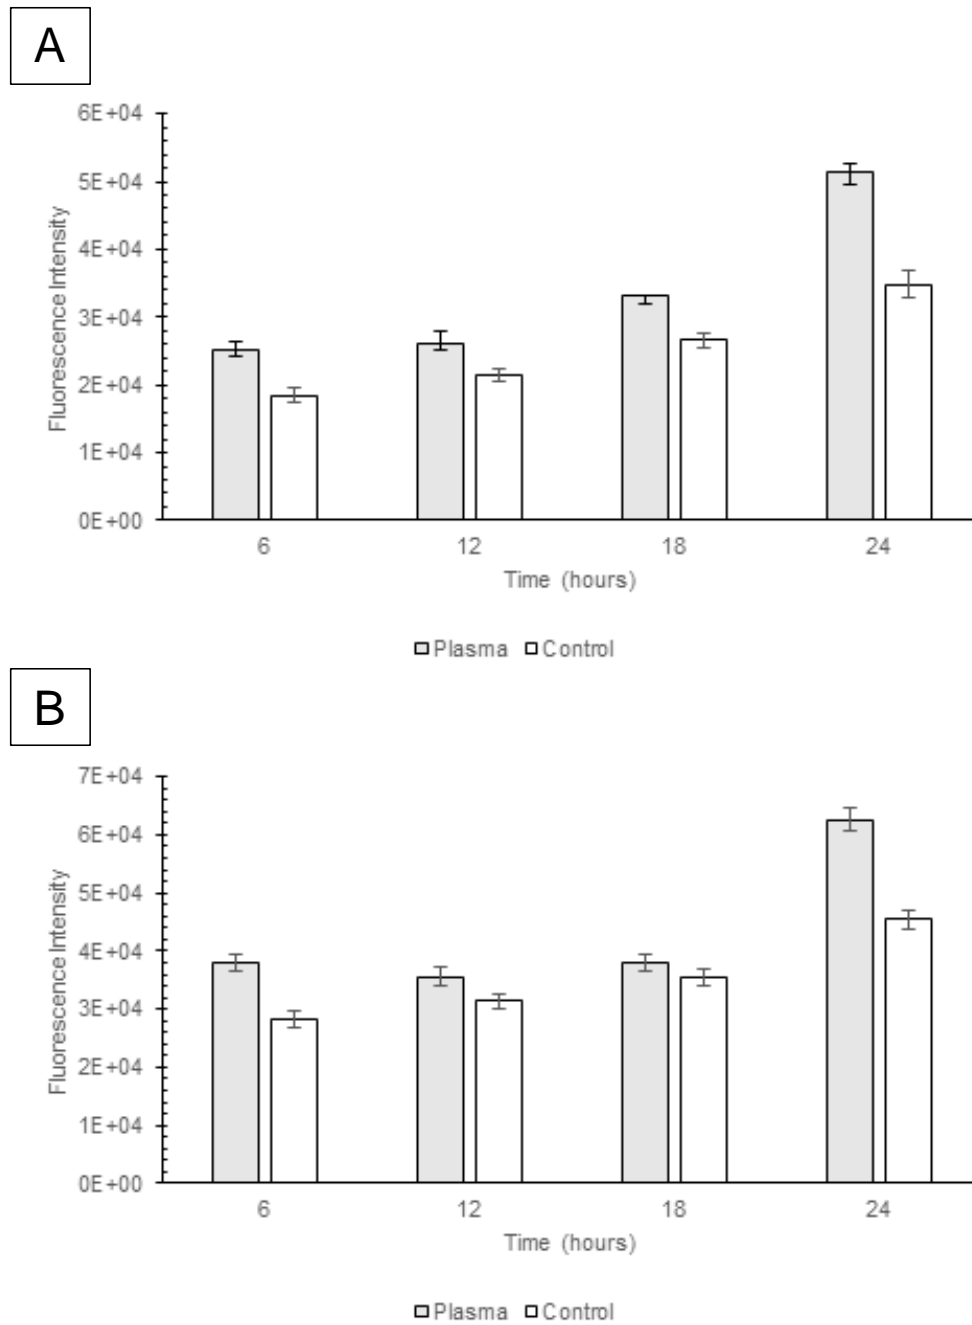 A
6E+04
5E+04
4E+04
3E+04
2E+04
1E+04
0E+00
Fluorescence Intensity
6 12 18 24
Time (hours)
Plasma Control
B
7E+04
6E+04
5E+04
4E+04
3E+04
2E+04
1E+04
0E+00
Fluorescence Intensity
6 12 18 24
Time (hours)
Plasma Control